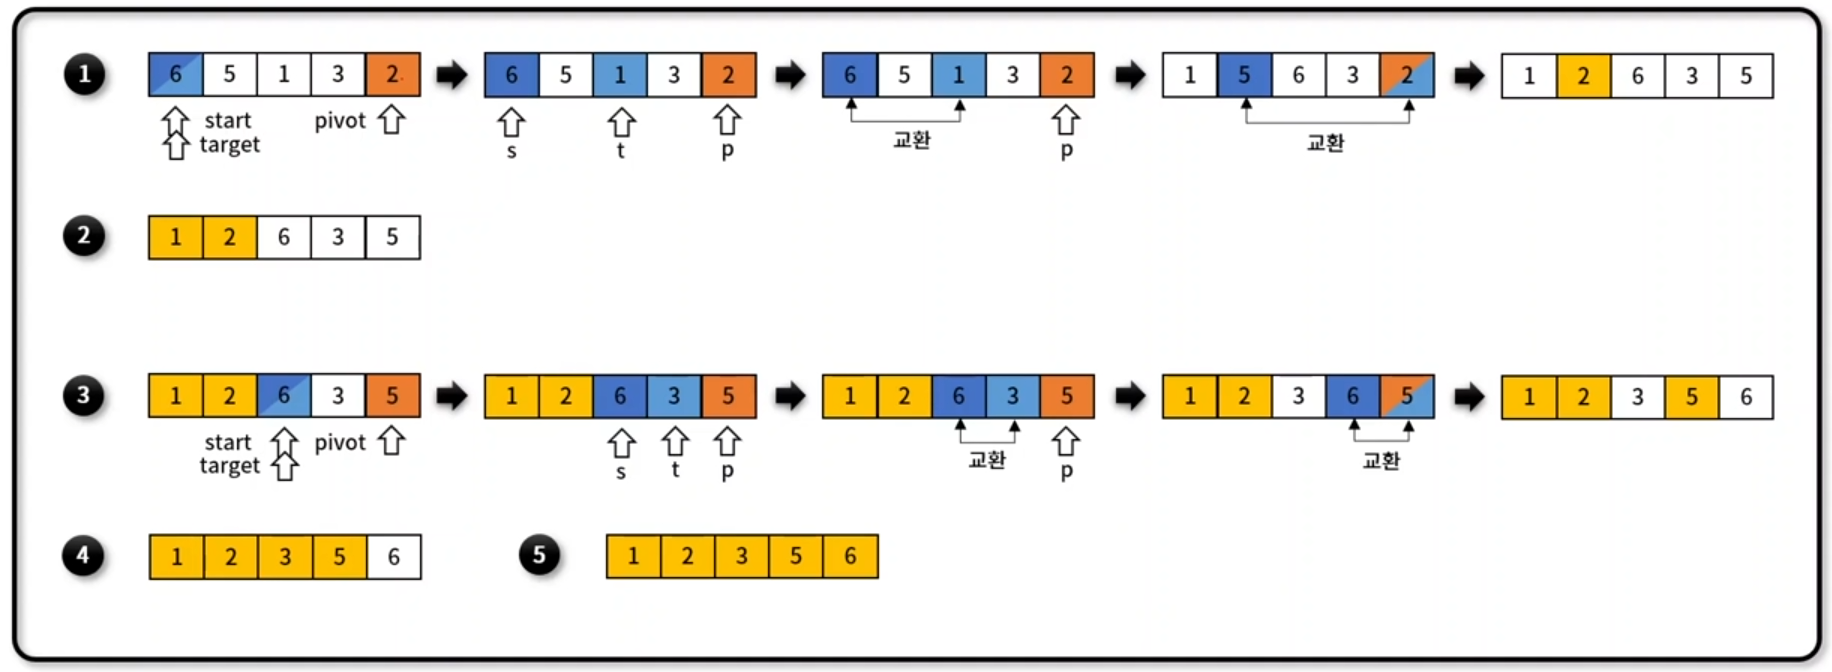 1 6 5 1 3 2 6 5 1 3 2 6 5 1 3 2 1 5 6 3 2 1 2 6 3 5
start pivot
target
s t p 교환 p 교환
2 1 2 6 3 5
3 1 2 6 3 5 1 2 6 3 5 1 2 6 3 5 1 2 3 6 5 1 2 3 5 6
start pivot
target
s t p 교환 p 교환
4 1 2 3 5 6 5 1 2 3 5 6